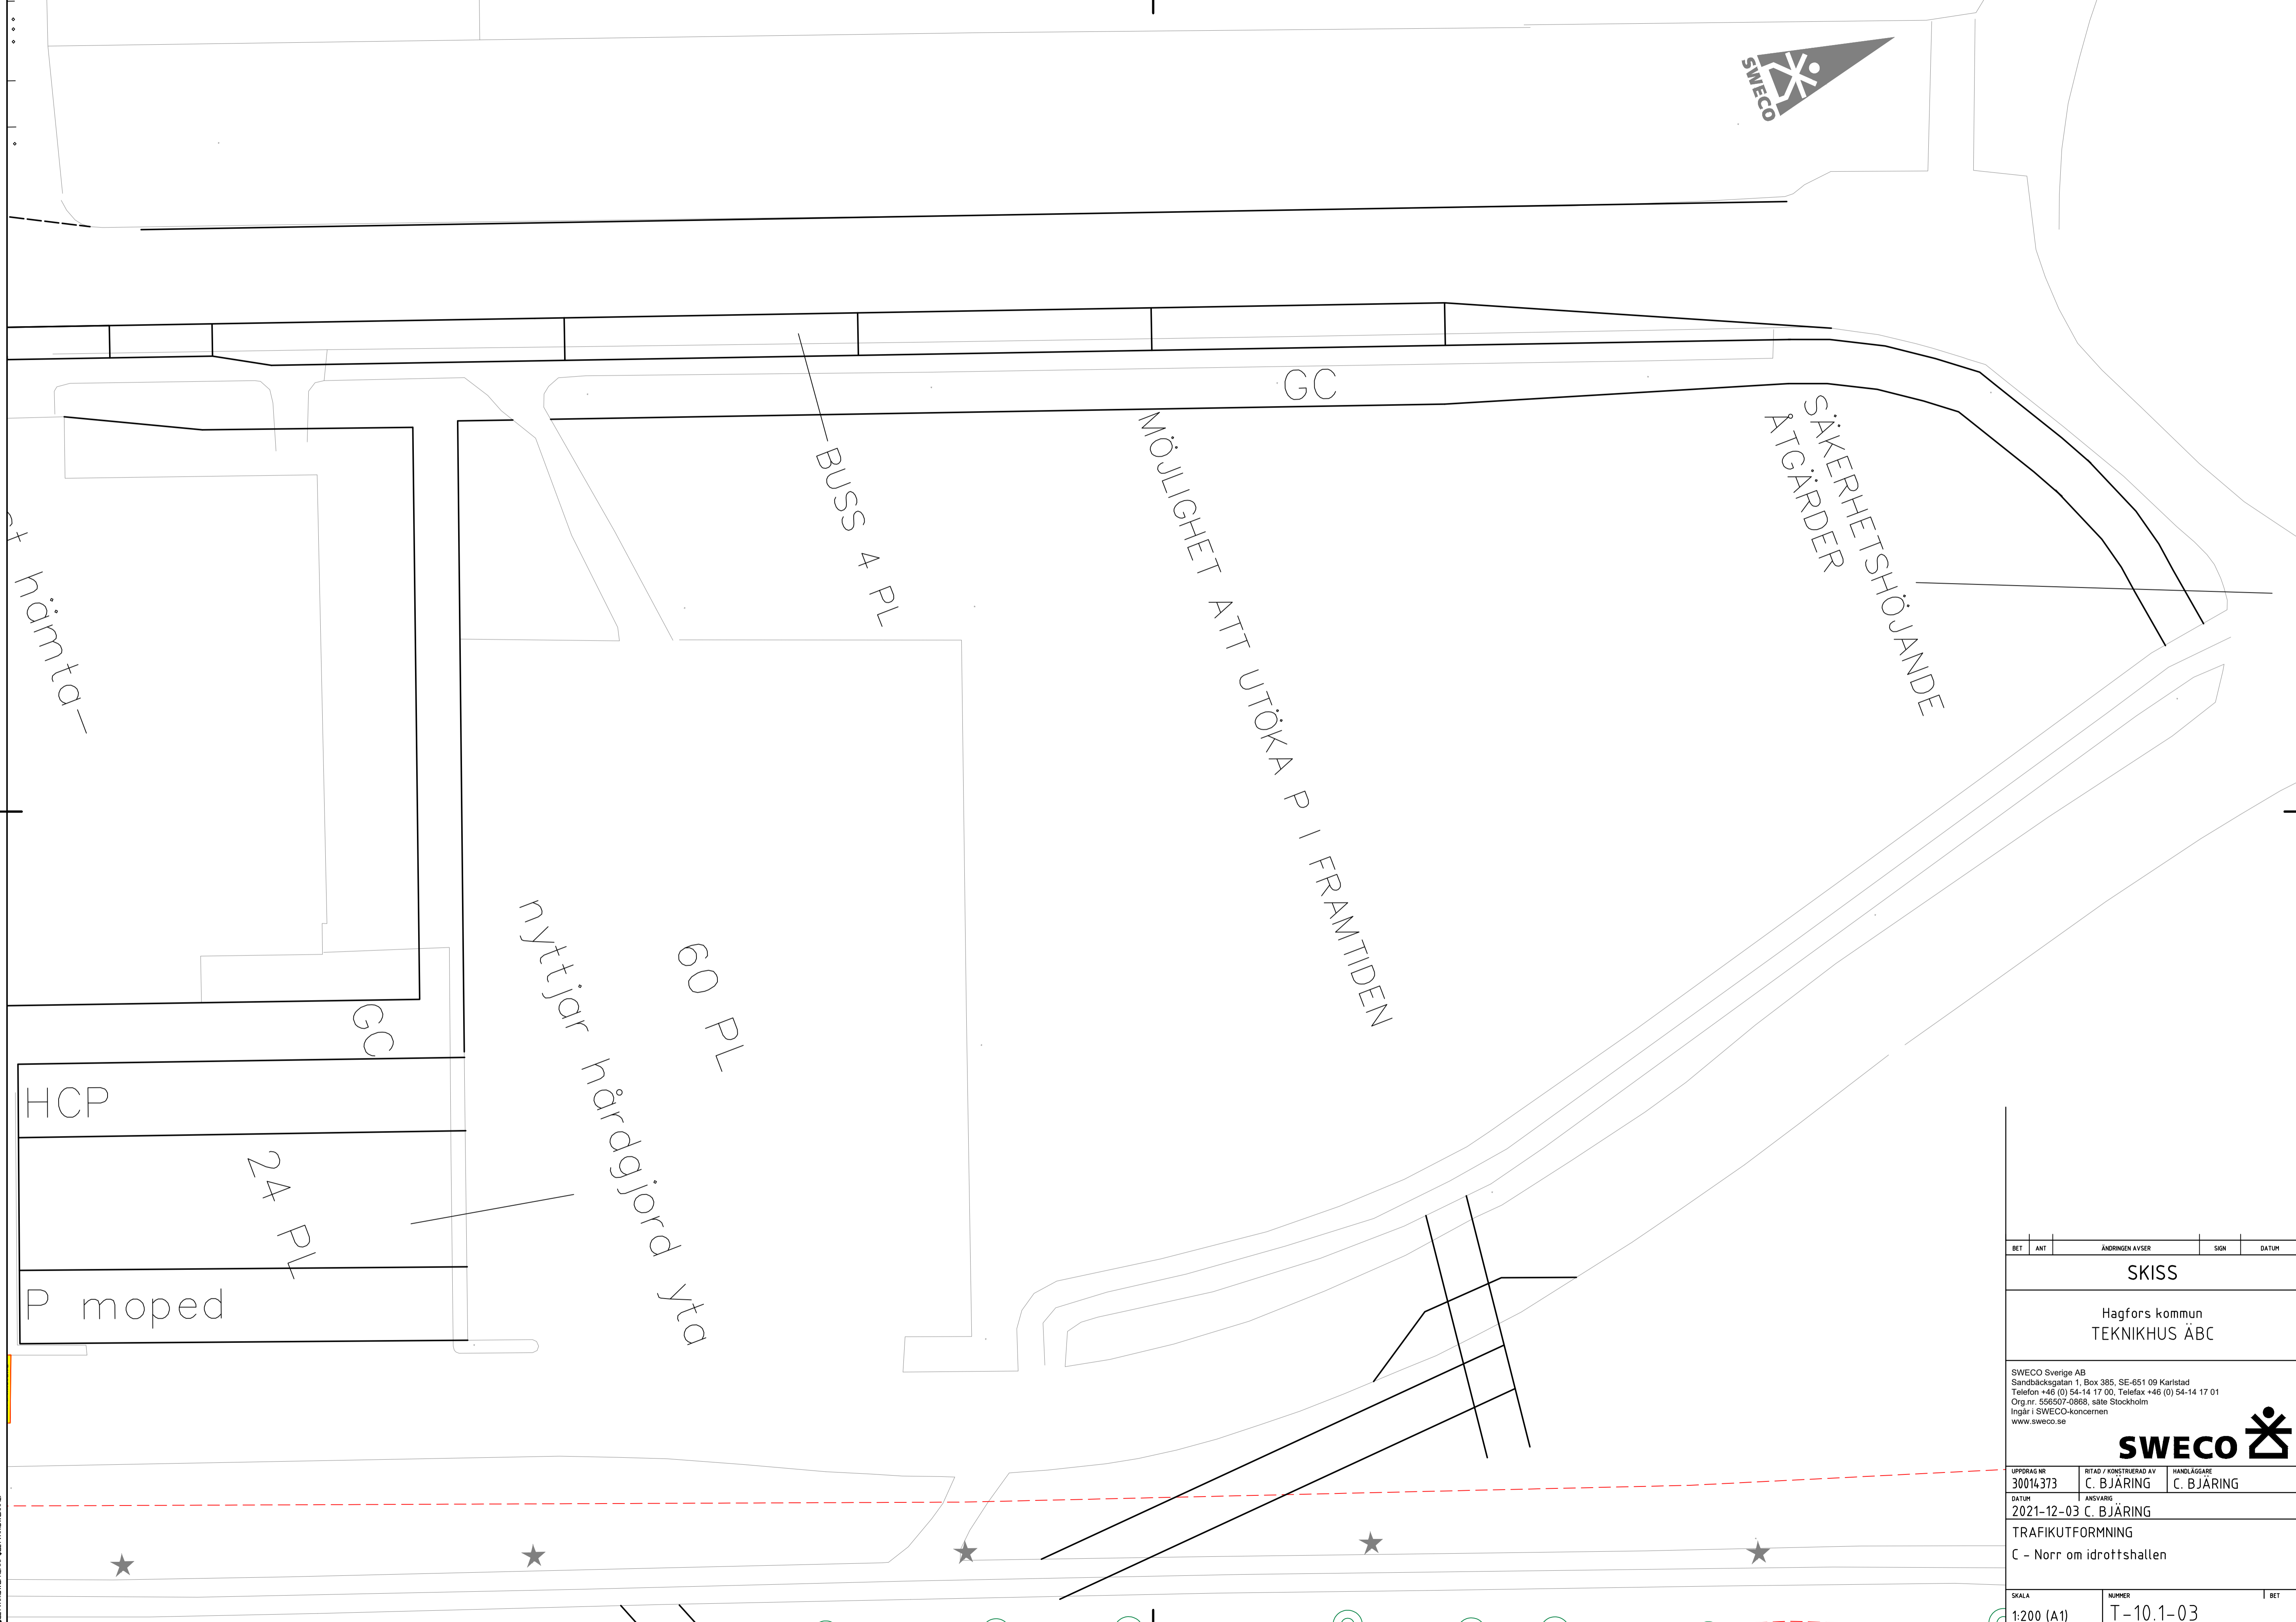 SWECO
GC
BUSS 4 PL
MÖJLIGHET ATT UTÖKA P I FRAMTIDEN
SÄKERHETSHÖJANDE
ÅTGÄRDER
hämta-
nyttjar hårdgjord yta
60 PL
GC
HCP
24 PL
P moped
BET ANT ÄNDRINGEN AVSER SIGN DATUM
SKISS
Hagfors kommun
TEKNIKHUS ÄBC
SWECO Sverige AB
Sandbäcksgatan 1, Box 385, SE-651 09 Karlstad
Telefon +46 (0) 54-14 17 00, Telefax +46 (0) 54-14 17 01
Org.nr. 556507-0868, säte Stockholm
Ingår i SWECO-koncernen
www.sweco.se
SWECO
UPPDRAG NR RITAD / KONSTRUERAD AV HANDLÄGGARE
30014373 C. BJÄRING C. BJÄRING
DATUM ANSVARIG
2021-12-03 C. BJÄRING
TRAFIKUTFORMNING
C - Norr om idrottshallen
SKALA NUMMER BET
1:200 (A1) T-10.1-03